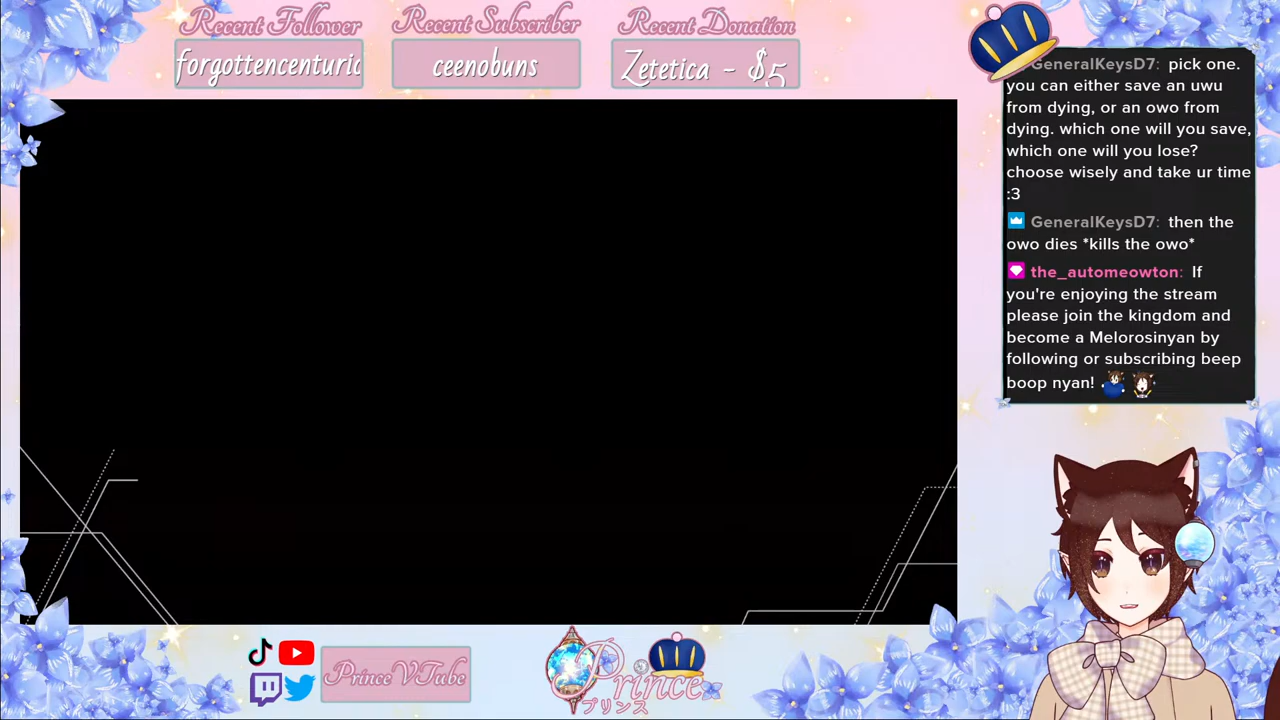 Recent Follower
Recent Subscriber
Recent Donation
forgottencenturio
ceenobuns
Zetetica - $5
GeneralKeysD7: pick one.
you can either save an uwu
from dying, or an owo from
dying. which one will you save,
which one will you lose?
choose wisely and take ur time
:3
GeneralKeysD7: then the
owo dies *kills the owo*
the_automeowton: If
you're enjoying the stream
please join the kingdom and
become a Melorosinyan by
following or subscribing beep
boop nyan!
Prince VTube
Prince
プリンス